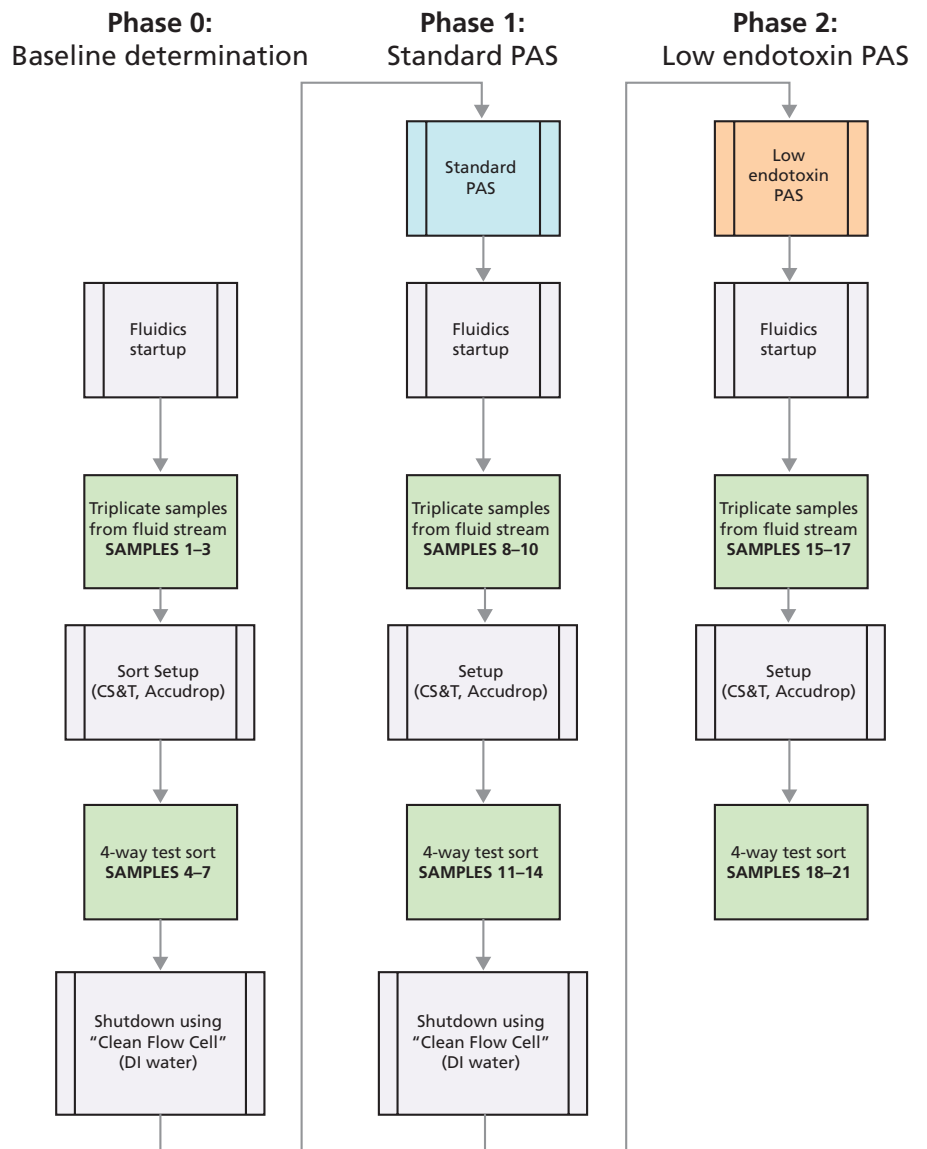 Phase 0:
Baseline determination
Fluidics
startup
Triplicate samples
from fluid stream
SAMPLES 1–3
Sort Setup
(CS&T, Accudrop)
4-way test sort
SAMPLES 4–7
Shutdown using
“Clean Flow Cell”
(DI water)
Phase 1:
Standard PAS
Standard
PAS
Fluidics
startup
Triplicate samples
from fluid stream
SAMPLES 8–10
Setup
(CS&T, Accudrop)
4-way test sort
SAMPLES 11–14
Shutdown using
“Clean Flow Cell”
(DI water)
Phase 2:
Low endotoxin PAS
Low
endotoxin
PAS
Fluidics
startup
Triplicate samples
from fluid stream
SAMPLES 15–17
Setup
(CS&T, Accudrop)
4-way test sort
SAMPLES 18–21